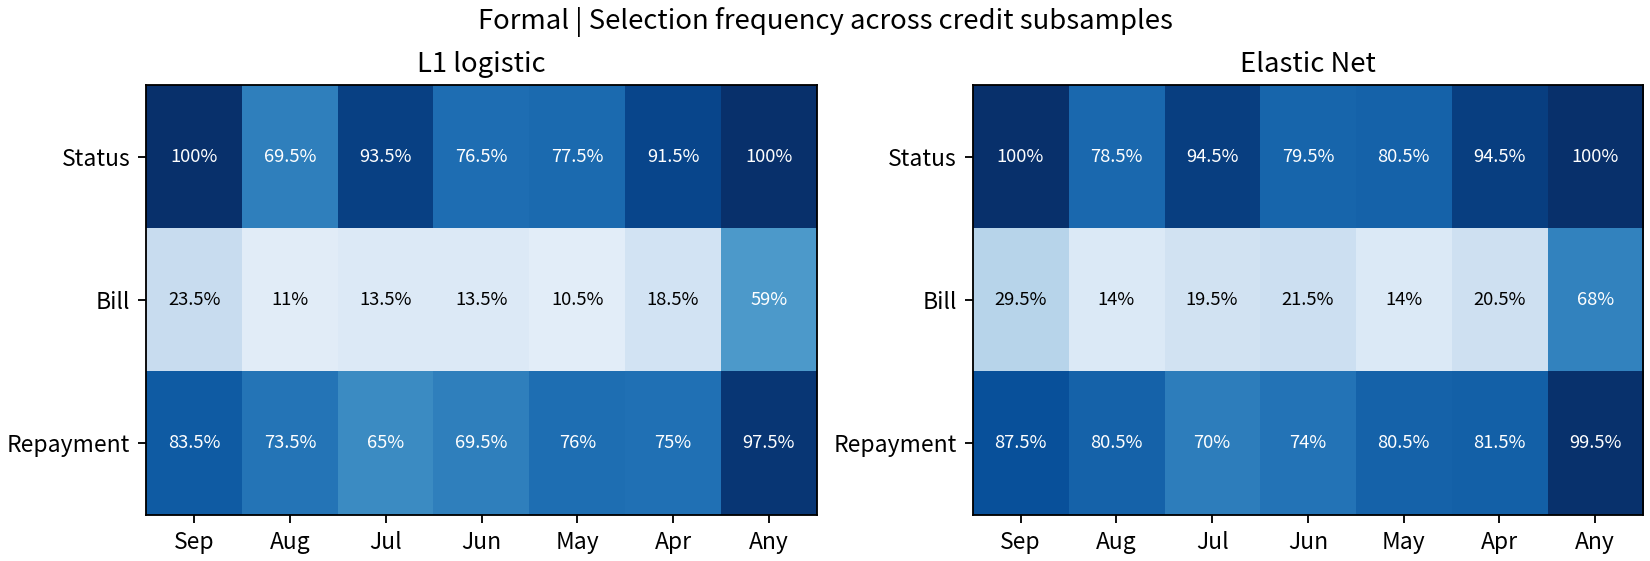 Formal | Selection frequency across credit subsamples
L1 logistic
Status 100% 69.5% 93.5% 76.5% 77.5% 91.5% 100%
Bill 23.5% 11% 13.5% 13.5% 10.5% 18.5% 59%
Repayment 83.5% 73.5% 65% 69.5% 76% 75% 97.5%
Sep Aug Jul Jun May Apr Any
Elastic Net
Status 100% 78.5% 94.5% 79.5% 80.5% 94.5% 100%
Bill 29.5% 14% 19.5% 21.5% 14% 20.5% 68%
Repayment 87.5% 80.5% 70% 74% 80.5% 81.5% 99.5%
Sep Aug Jul Jun May Apr Any